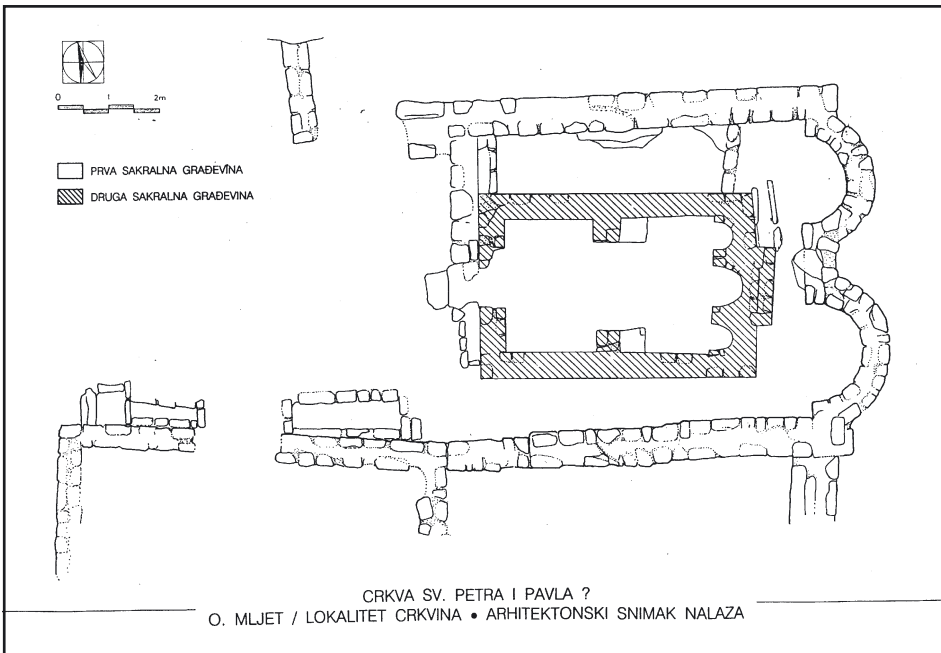 0 1 2m
PRVA SAKRALNA GRAĐEVINA
DRUGA SAKRALNA GRAĐEVINA
CRKVA SV. PETRA I PAVLA ?
O. MLJET / LOKALITET CRKVINA • ARHITEKTONSKI SNIMAK NALAZA